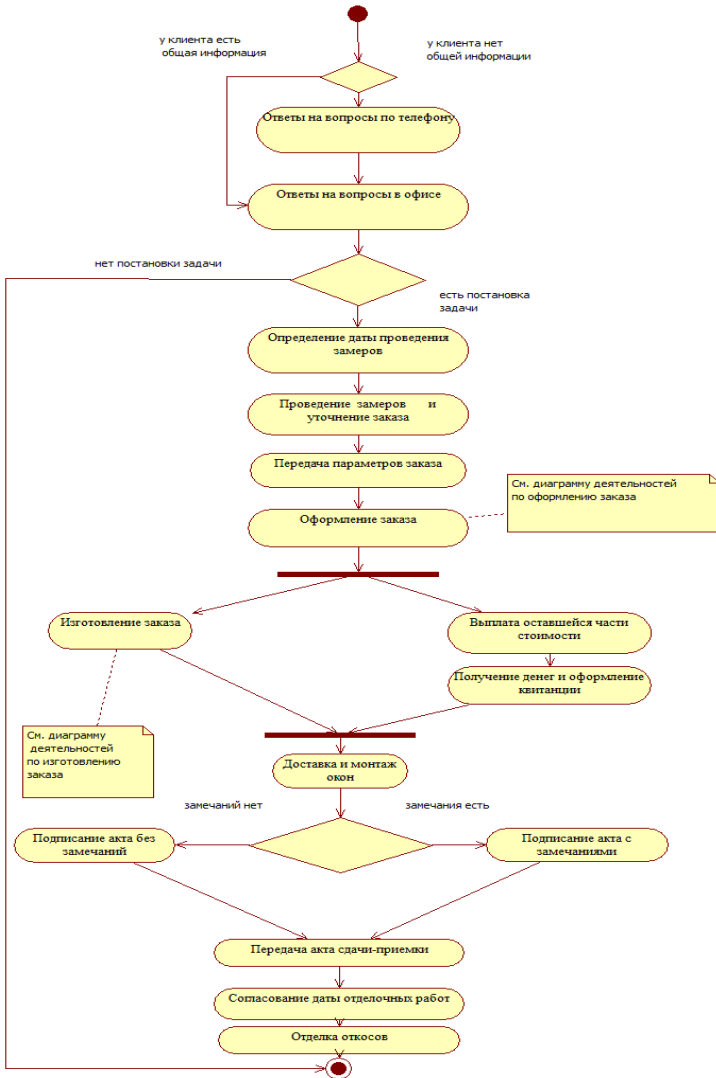 у клиента есть
общая информация
у клиента нет
общей информации
Ответы на вопросы по телефону
Ответы на вопросы в офисе
нет постановки задачи
есть постановка
задачи
Определение даты проведения
замеров
Проведение замеров и
уточнение заказа
Передача параметров заказа
См. диаграмму деятельностей
по оформлению заказа
Оформление заказа
Изготовление заказа
Выплата оставшейся части
стоимости
Получение денег и оформление
квитанции
См. диаграмму
деятельностей
по изготовлению
заказа
Доставка и монтаж
окон
замечаний нет
замечания есть
Подписание акта без
замечаний
Подписание акта с
замечаниями
Передача акта сдачи-приемки
Согласование даты отделочных работ
Отделка откосов